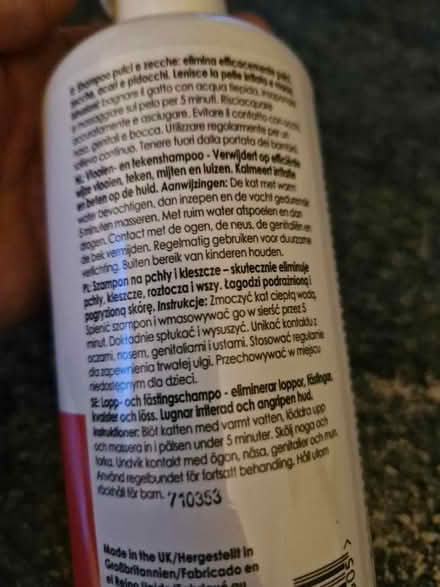 IT: Shampoo pulci e zecche: elimina efficacemente pulci,
zecche, acari e pidocchi. Lenisce la pelle irritata e
bagnare il gatto con acqua tiepida,
e massaggiare sul pelo per 5 minuti. Risciacquare
accuratamente e asciugare. Evitare il contatto con occhi,
naso, genitali e bocca. Utilizzare regolarmente per un
sollievo continuo. Tenere fuori dalla portata dei bambini.
NL: Vlooien- en tekenshampoo - Verwijdert op efficiënte
wijze vlooien, teken, mijten en luizen. Kalmeert irritatie
en beten op de huid. Aanwijzingen: De kat met warm
water bevochtigen, dan inzepen en de vacht gedurende
5 minuten masseren. Met ruim water afspoelen en dan
drogen. Contact met de ogen, de neus, de genitaliën en
de bek vermijden. Regelmatig gebruiken voor duurzame
verlichting. Buiten bereik van kinderen houden.
PL: Szampon na pchły i kleszcze – skutecznie eliminuje
pchły, kleszcze, roztocza i wszy. Łagodzi podrażnioną i
pogryzioną skórę. Instrukcje: Zmoczyć kat ciepłą wodą.
Spienić szampon i wmasowywać go w sierść przez 5
minut. Dokładnie spłukać i wysuszyć. Unikać kontaktu z
oczami, nosem, genitaliami i ustami. Stosować regularnie
dla zapewnienia trwałej ulgi. Przechowywać w miejscu
niedostępnym dla dzieci.
SE: Lopp- och fästingschampo - eliminerar loppor, fästingar,
kvalster och löss. Lugnar irriterad och angripen hud.
Instruktioner: Blöt katten med varmt vatten, löddra upp
och massera in i pälsen under 5 minuter. Skölj noga och
torka. Undvik kontakt med ögon, näsa, genitalier och mun.
Använd regelbundet för fortsatt behandling. Håll utom
räckhåll för barn. 710353
Made in the UK/Hergestellt in
Großbritannien/Fabricado en
el Reino